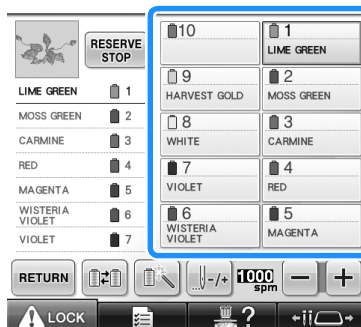 RESERVE
STOP
LIME GREEN 1
MOSS GREEN 2
CARMINE 3
RED 4
MAGENTA 5
WISTERIA
VIOLET 6
VIOLET 7
10
1
LIME GREEN
9
HARVEST GOLD
2
MOSS GREEN
8
WHITE
3
CARMINE
7
VIOLET
4
RED
6
WISTERIA
VIOLET
5
MAGENTA
RETURN
-/+
1000
spm
−
+
LOCK
?